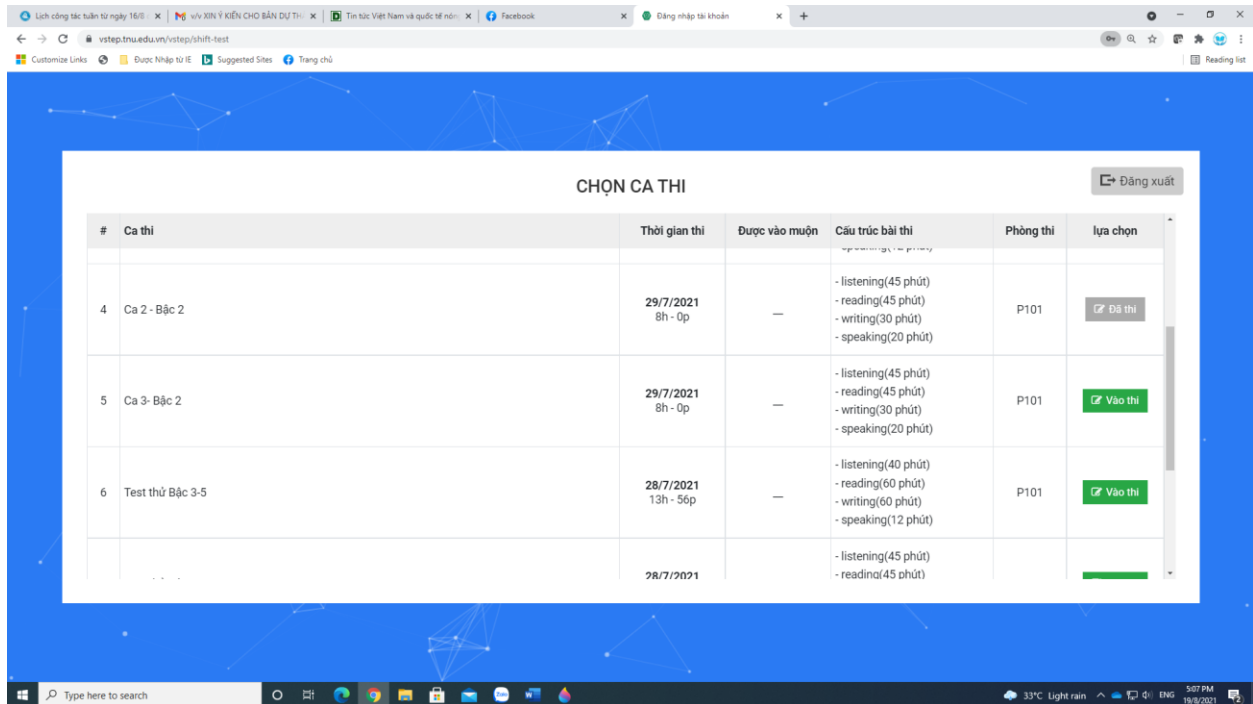 Lịch công tác tuần từ ngày 16/8
v/v XIN Ý KIẾN CHO BẢN DỰ TH
Tin tức Việt Nam và quốc tế nón
Facebook
Đăng nhập tài khoản
vstep.tnu.edu.vn/vstep/shift-test
Customize Links
Được Nhập từ IE
Suggested Sites
Trang chủ
Reading list
CHỌN CA THI
Đăng xuất
# Ca thi Thời gian thi Được vào muộn Cấu trúc bài thi Phòng thi lựa chọn
- speaking(12 phút)
4 Ca 2 - Bậc 2
29/7/2021
8h - 0p
—
- listening(45 phút)
- reading(45 phút)
- writing(30 phút)
- speaking(20 phút)
P101
Đã thi
5 Ca 3- Bậc 2
29/7/2021
8h - 0p
—
- listening(45 phút)
- reading(45 phút)
- writing(30 phút)
- speaking(20 phút)
P101
Vào thi
6 Test thử Bậc 3-5
28/7/2021
13h - 56p
—
- listening(40 phút)
- reading(60 phút)
- writing(60 phút)
- speaking(12 phút)
P101
Vào thi
28/7/2021
- listening(45 phút)
- reading(45 phút)
Type here to search
Zalo
33°C Light rain
ENG
5:07 PM
19/8/2021
2